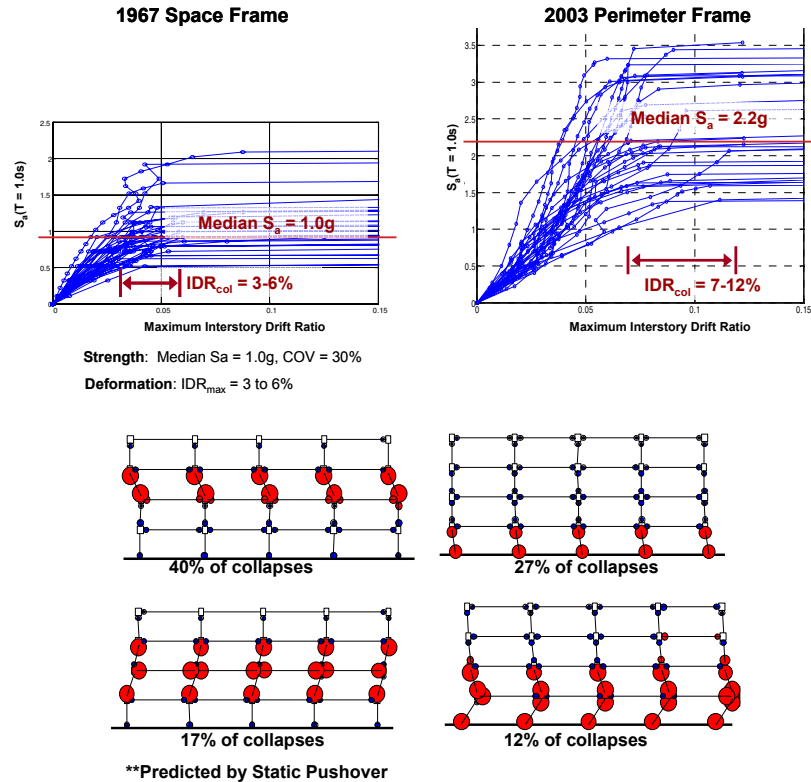 1967 Space Frame
2003 Perimeter Frame
2.5
2
1.5
1
0.5
0
0
0.05
0.1
0.15
S_a(T = 1.0s)
Median S_a = 1.0g
IDR_col = 3-6%
Maximum Interstory Drift Ratio
3.5
3
2.5
2
1.5
1
0.5
0
0
0.05
0.1
0.15
S_a(T = 1.0s)
Median S_a = 2.2g
IDR_col = 7-12%
Maximum Interstory Drift Ratio
Strength: Median Sa = 1.0g, COV = 30%
Deformation: IDR_max = 3 to 6%
40% of collapses
27% of collapses
17% of collapses
12% of collapses
**Predicted by Static Pushover